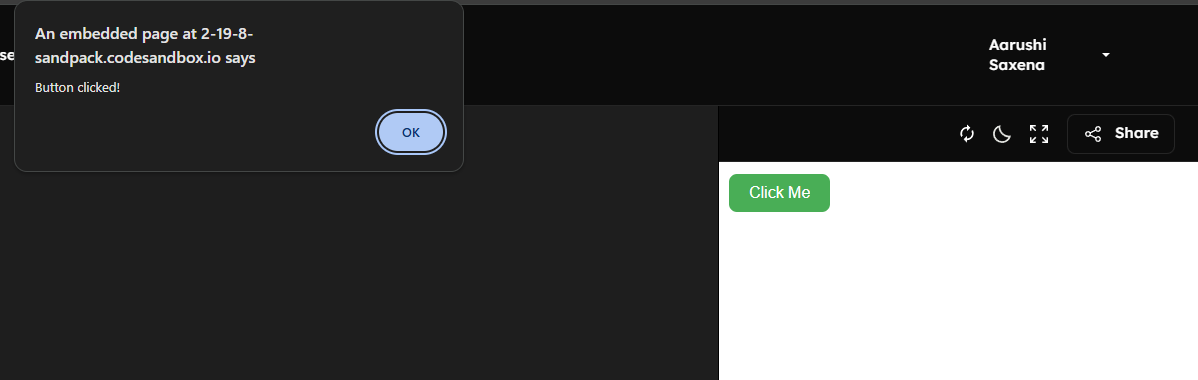 An embedded page at 2-19-8-
sandpack.codesandbox.io says
Button clicked!
OK
se
Aarushi
Saxena
Share
Click Me